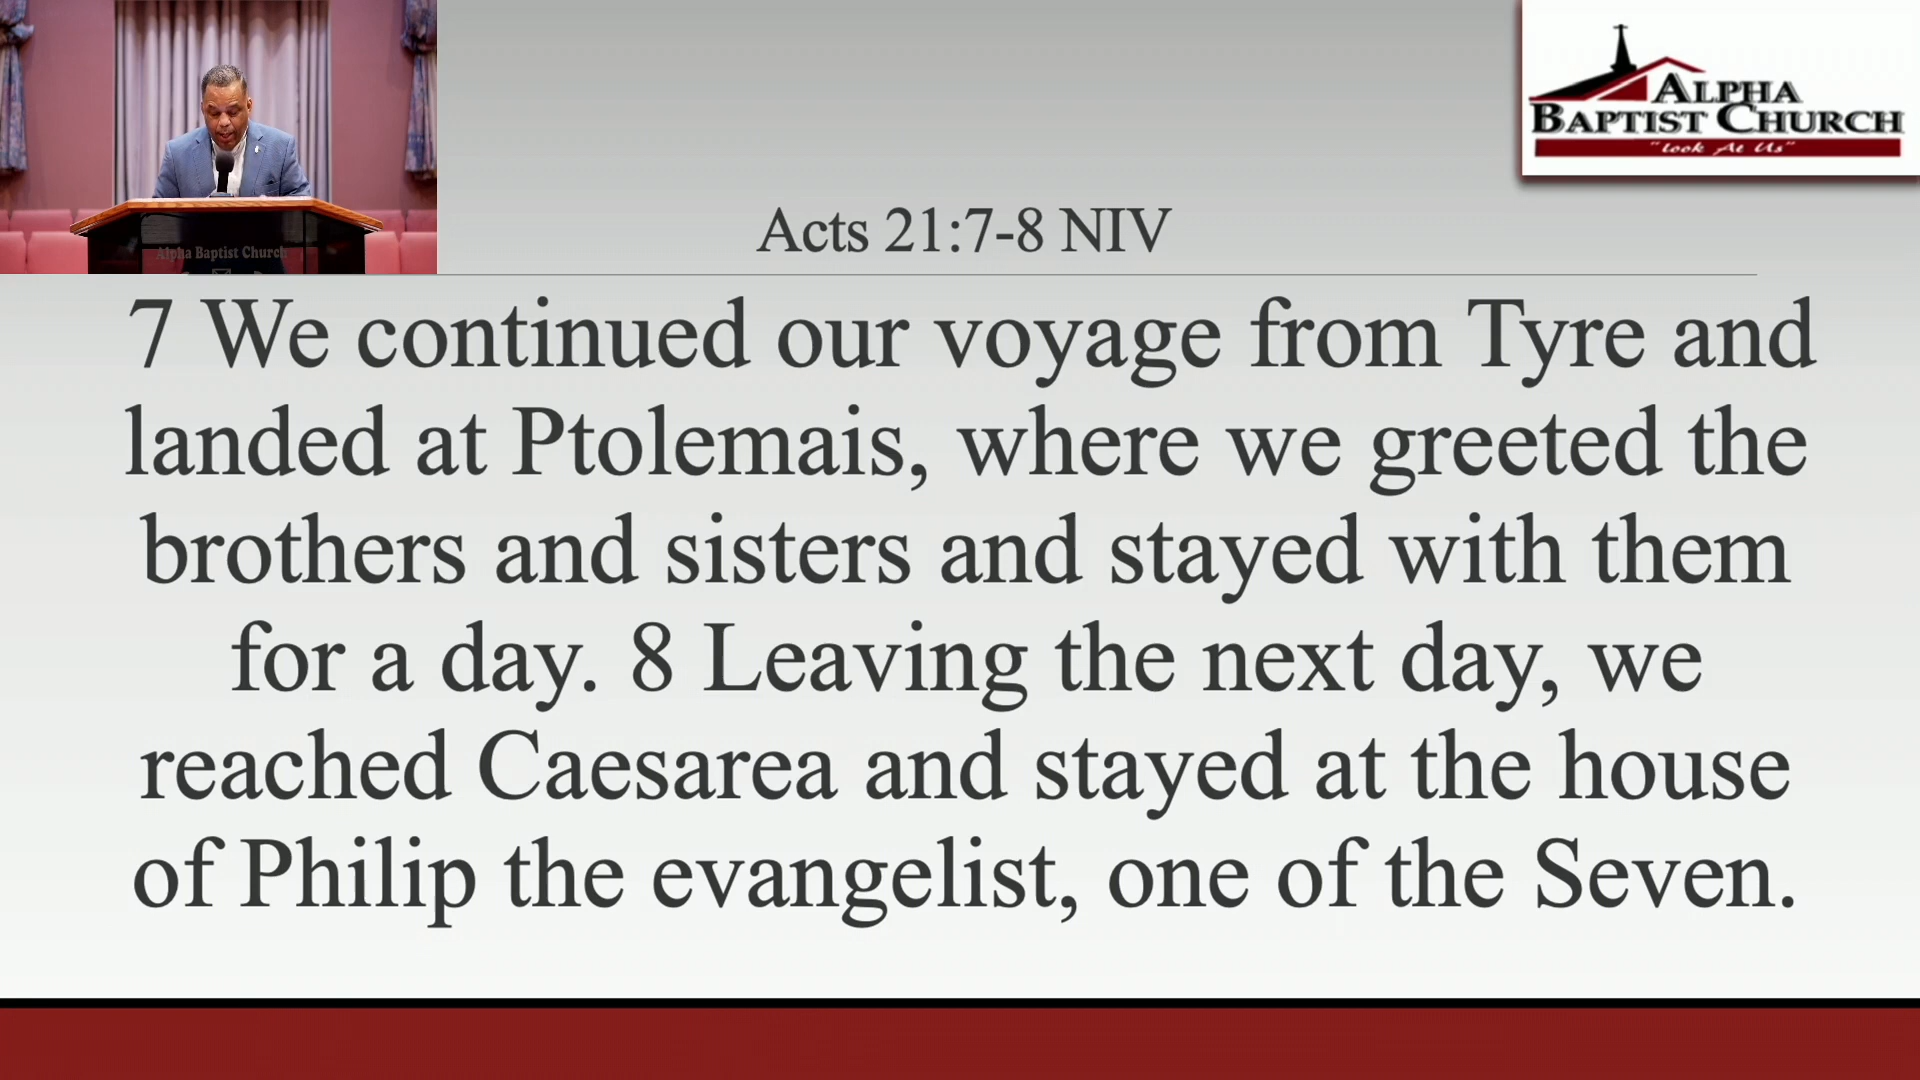 Alpha Baptist Church
ALPHA
BAPTIST CHURCH
"Look At Us"
Acts 21:7-8 NIV
7 We continued our voyage from Tyre and
landed at Ptolemais, where we greeted the
brothers and sisters and stayed with them
for a day. 8 Leaving the next day, we
reached Caesarea and stayed at the house
of Philip the evangelist, one of the Seven.